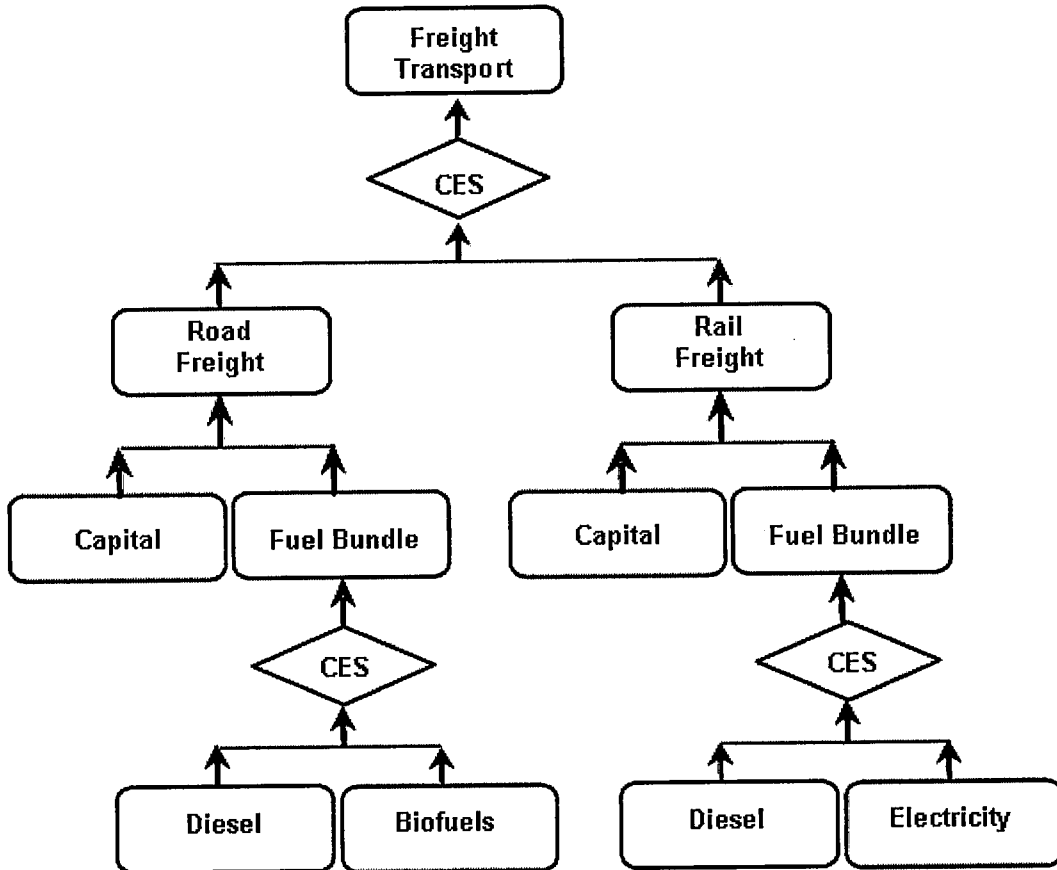 Freight
Transport
CES
Road
Freight
Rail
Freight
Capital
Fuel Bundle
Capital
Fuel Bundle
CES
CES
Diesel
Biofuels
Diesel
Electricity